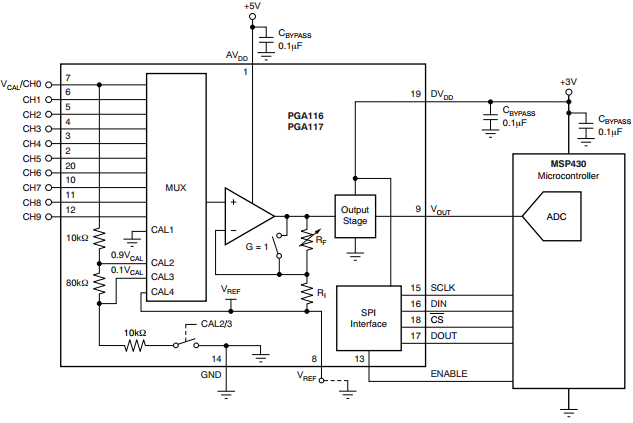 +5V
CBYPASS
0.1µF
AVDD
1
+3V
VCAL/CH0 7
CH1 6
CH2 5
CH3 4
CH4 3
CH5 2
CH6 20
CH7 10
CH8 11
CH9 12
MUX
PGA116
PGA117
19 DVDD
CBYPASS
0.1µF
CBYPASS
0.1µF
MSP430
Microcontroller
ADC
+
−
G = 1
RF
RI
Output
Stage
9 VOUT
10kΩ
CAL1
0.9VCAL
CAL2
0.1VCAL
CAL3
80kΩ
CAL4
VREF
SPI
Interface
15 SCLK
16 DIN
18 CS
17 DOUT
10kΩ
CAL2/3
14
GND
8
VREF
13
ENABLE